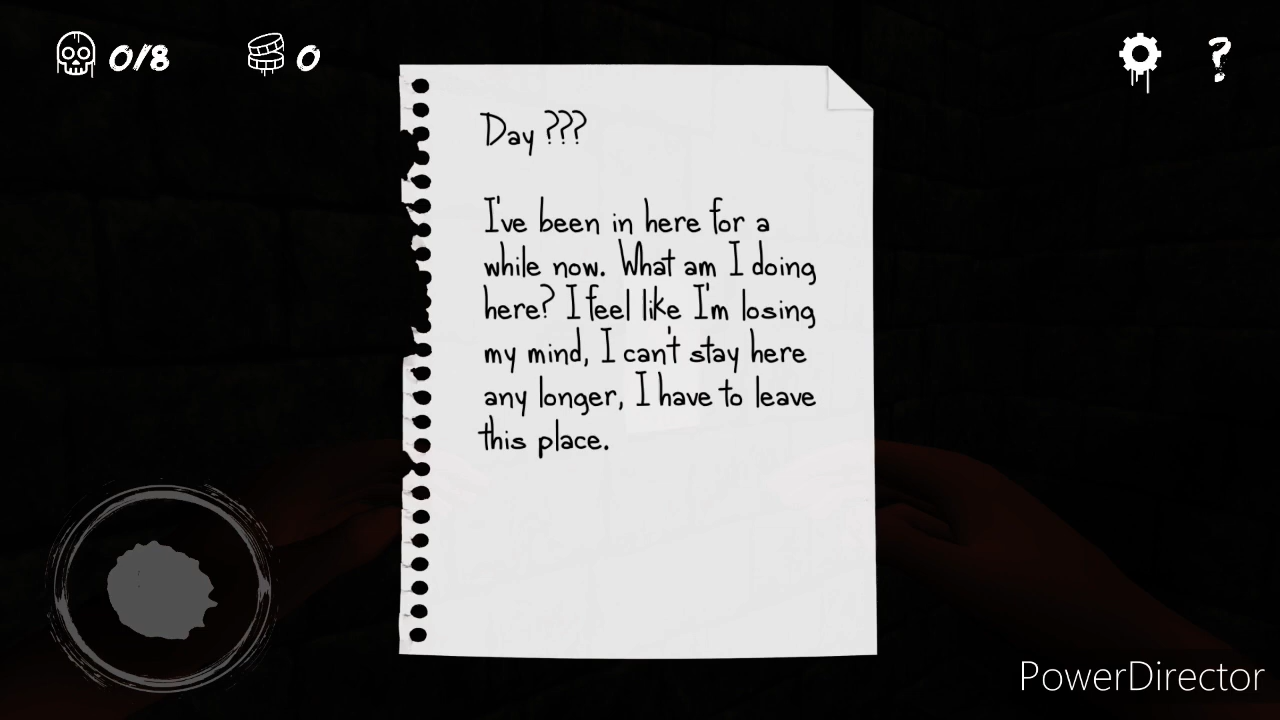 0/8
0
?
Day ???
I've been in here for a
while now. What am I doing
here? I feel like I'm losing
my mind, I can't stay here
any longer, I have to leave
this place.
PowerDirector